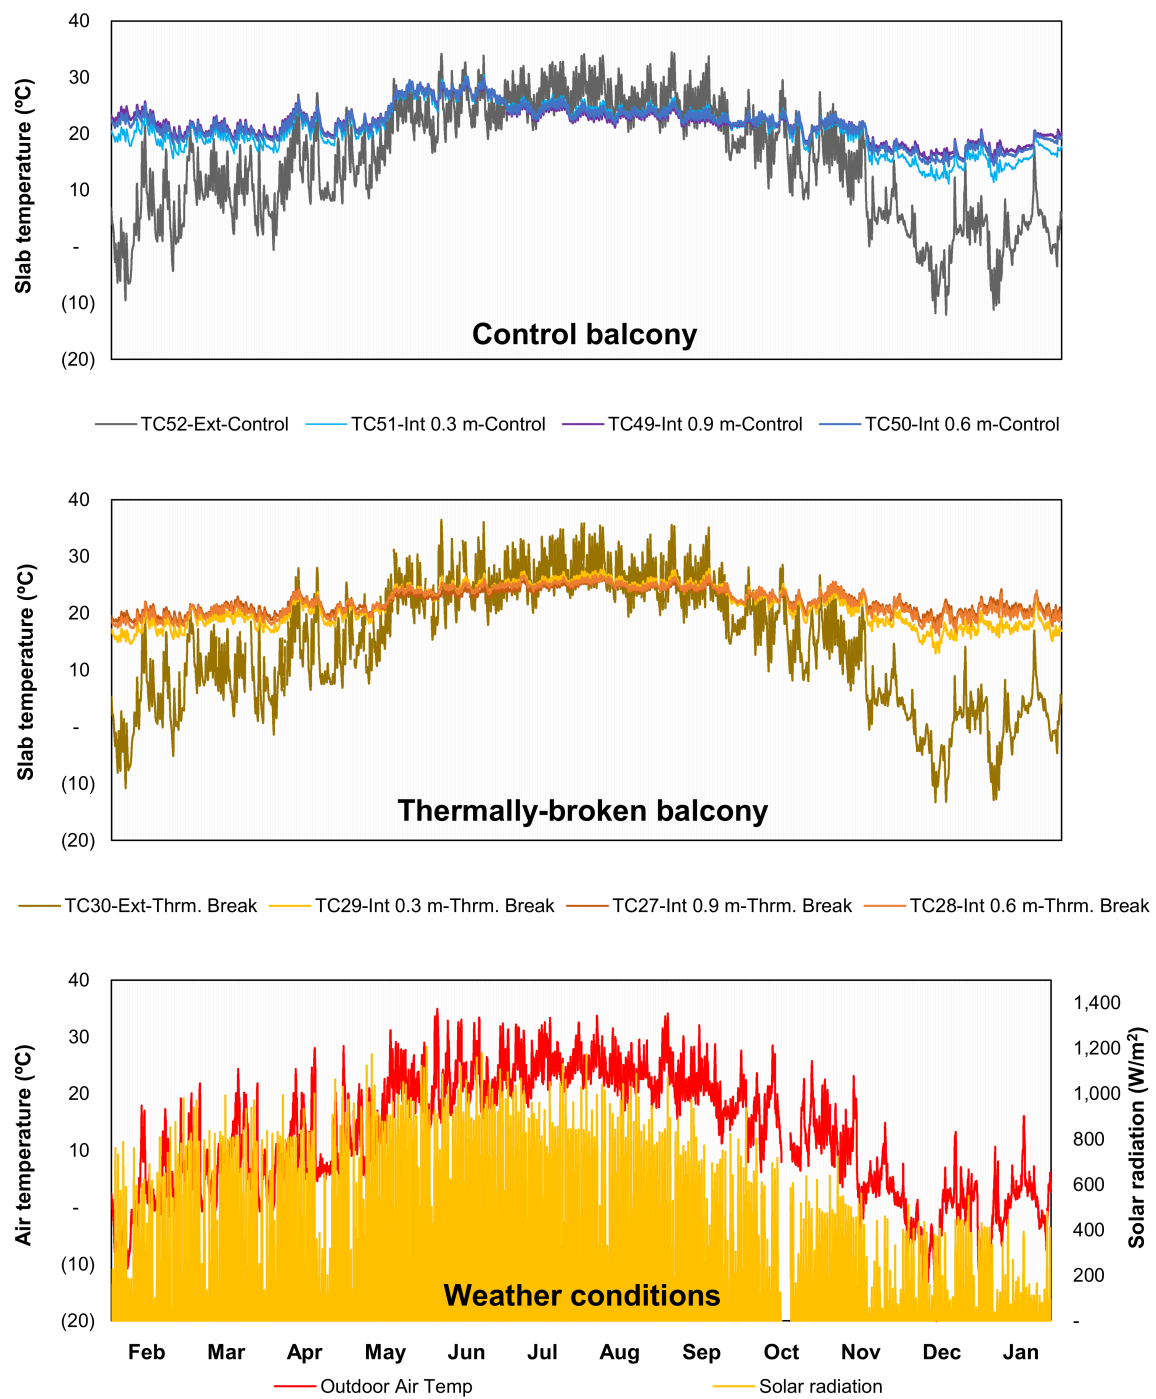 Slab temperature (ºC)
40
30
20
10
-
(10)
(20)
Control balcony
TC52-Ext-Control TC51-Int 0.3 m-Control TC49-Int 0.9 m-Control TC50-Int 0.6 m-Control
Slab temperature (ºC)
40
30
20
10
-
(10)
(20)
Thermally-broken balcony
TC30-Ext-Thrm. Break TC29-Int 0.3 m-Thrm. Break TC27-Int 0.9 m-Thrm. Break TC28-Int 0.6 m-Thrm. Break
Air temperature (ºC)
40
30
20
10
-
(10)
(20)
Weather conditions
1,400
1,200
1,000
800
600
400
200
-
Solar radiation (W/m²)
Feb Mar Apr May Jun Jul Aug Sep Oct Nov Dec Jan
Outdoor Air Temp Solar radiation